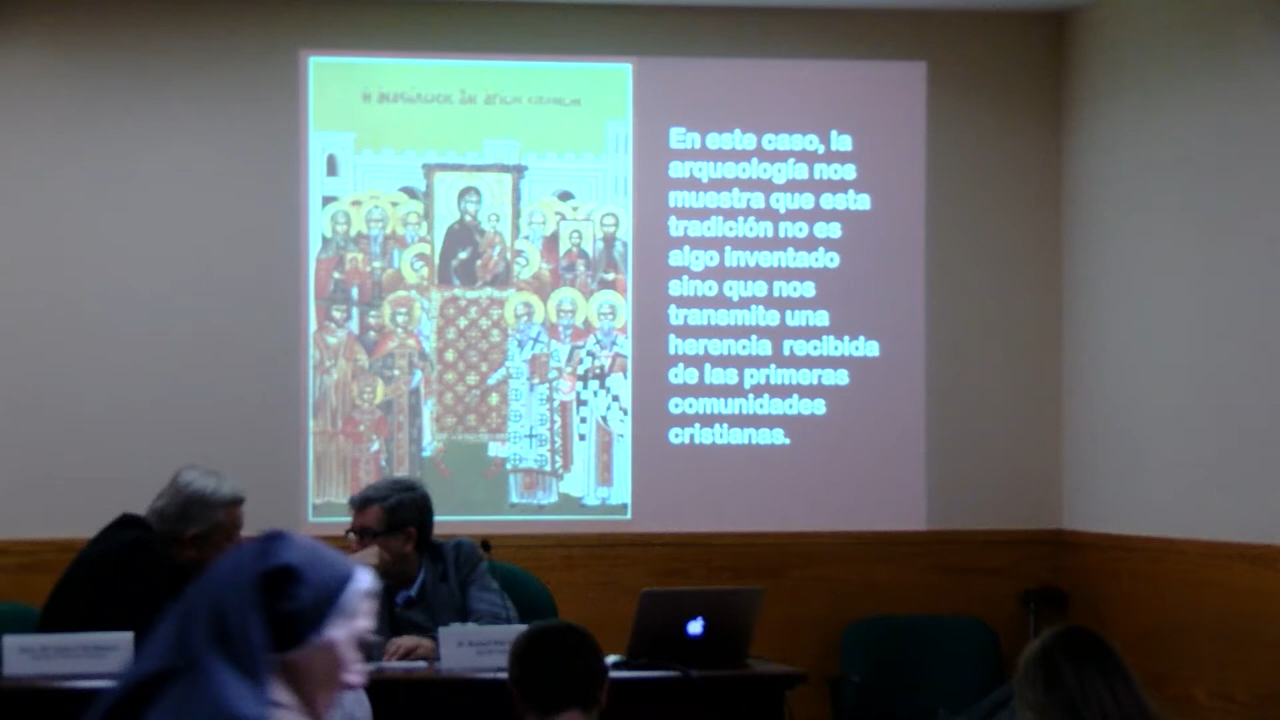 En este caso, la
arqueología nos
muestra que esta
tradición no es
algo inventado
sino que nos
transmite una
herencia recibida
de las primeras
comunidades
cristianas.